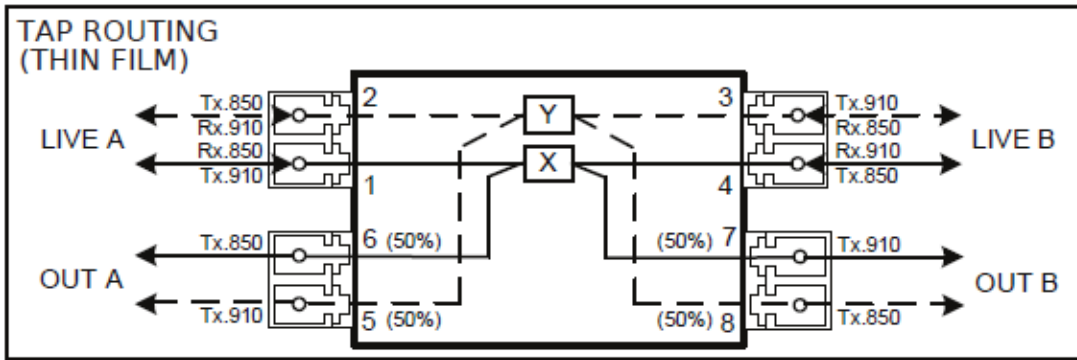 TAP ROUTING
(THIN FILM)
Tx.850 2 Y 3 Tx.910
LIVE A Rx.910 Rx.850 LIVE B
Rx.850 X Rx.910
Tx.910 1 4 Tx.850
Tx.850 6 (50%) (50%) 7 Tx.910
OUT A OUT B
Tx.910 5 (50%) (50%) 8 Tx.850